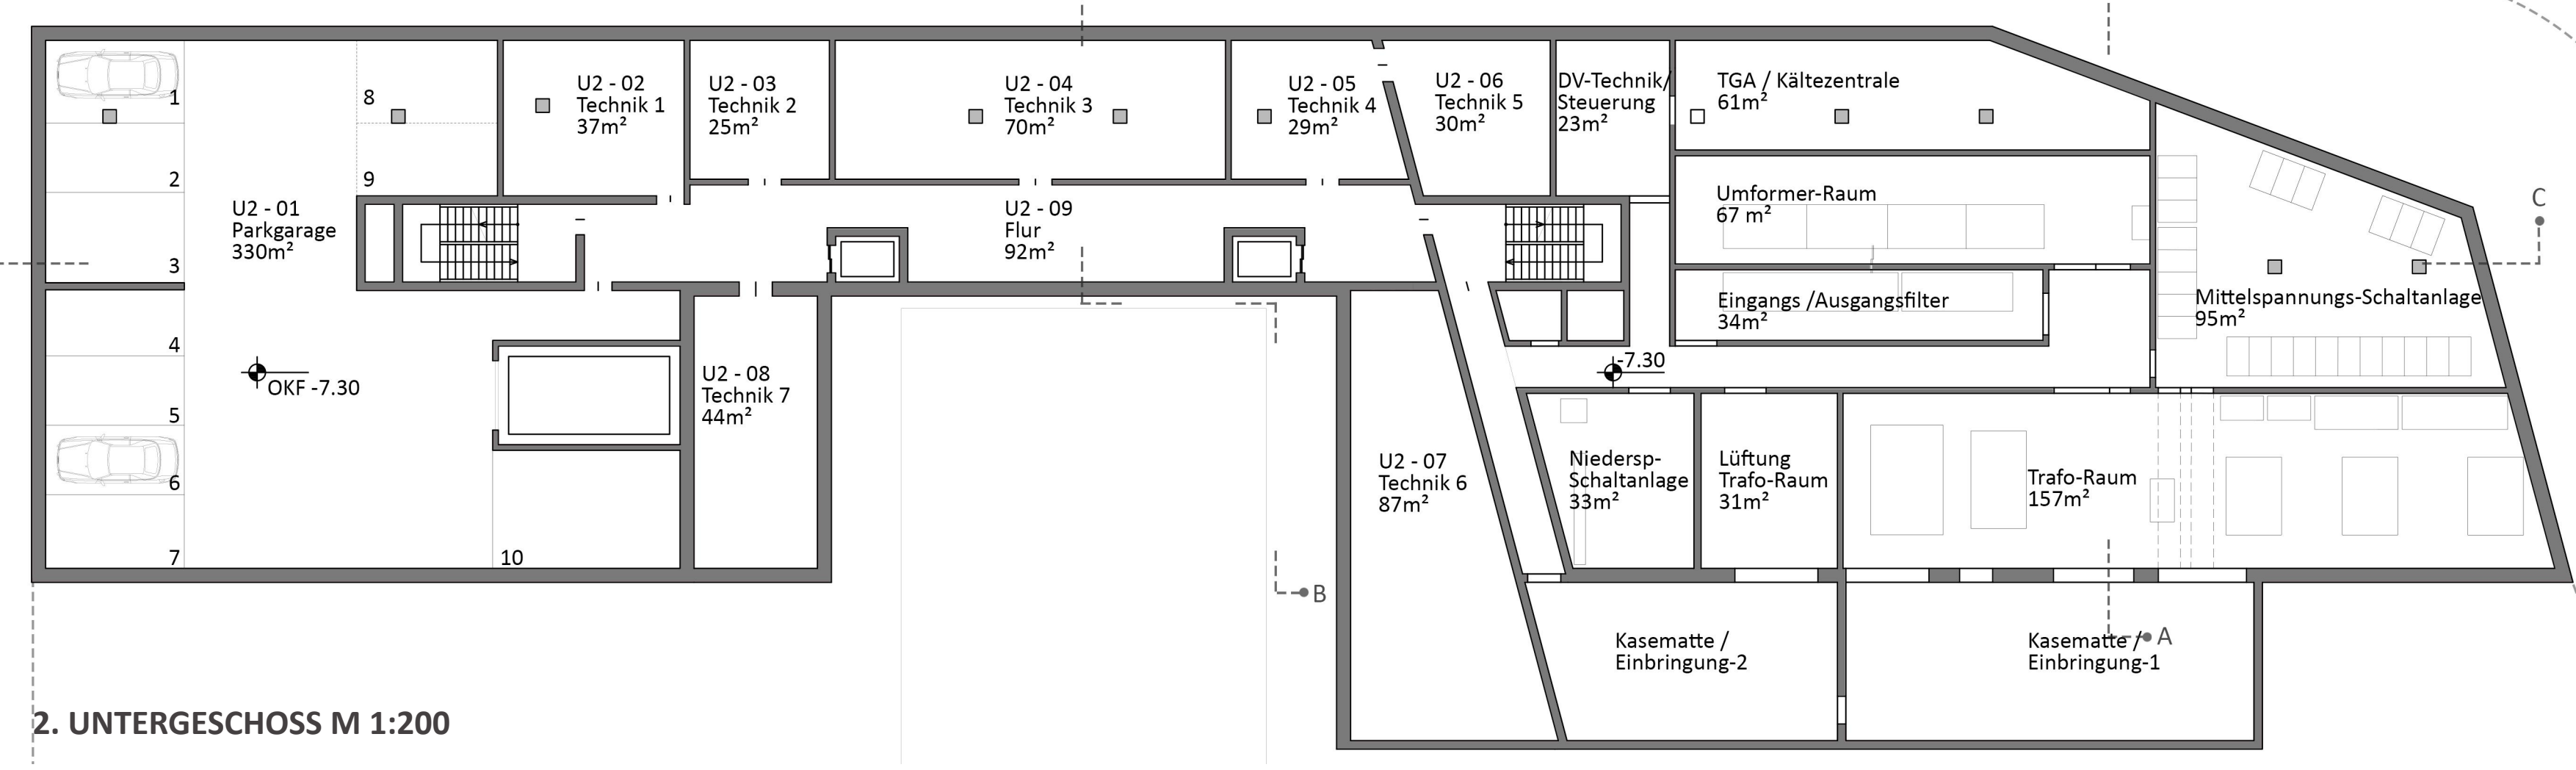 1
2
3
4
5
6
7
8
9
10
U2 - 01
Parkgarage
330m²
OKF -7.30
U2 - 02
Technik 1
37m²
U2 - 03
Technik 2
25m²
U2 - 04
Technik 3
70m²
U2 - 05
Technik 4
29m²
U2 - 06
Technik 5
30m²
DV-Technik/
Steuerung
23m²
TGA / Kältezentrale
61m²
U2 - 09
Flur
92m²
Umformer-Raum
67 m²
Eingangs /Ausgangsfilter
34m²
Mittelspannungs-Schaltanlage
95m²
C
-7.30
U2 - 08
Technik 7
44m²
U2 - 07
Technik 6
87m²
Niedersp-
Schaltanlage
33m²
Lüftung
Trafo-Raum
31m²
Trafo-Raum
157m²
B
Kasematte /
Einbringung-2
Kasematte /
Einbringung-1
A
2. UNTERGESCHOSS M 1:200